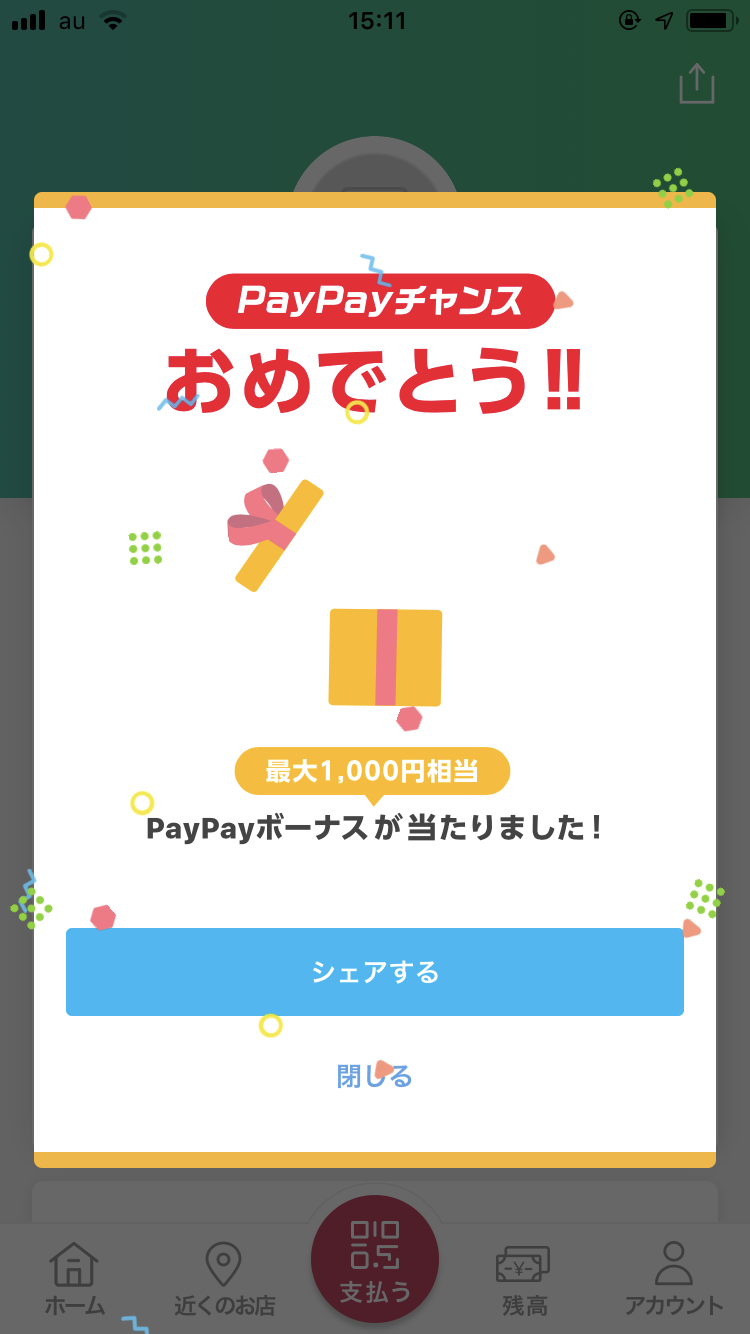 au
15:11
PayPayチャンス
おめでとう!!
最大1,000円相当
PayPayボーナスが当たりました！
シェアする
閉じる
ホーム
近くのお店
支払う
残高
アカウント